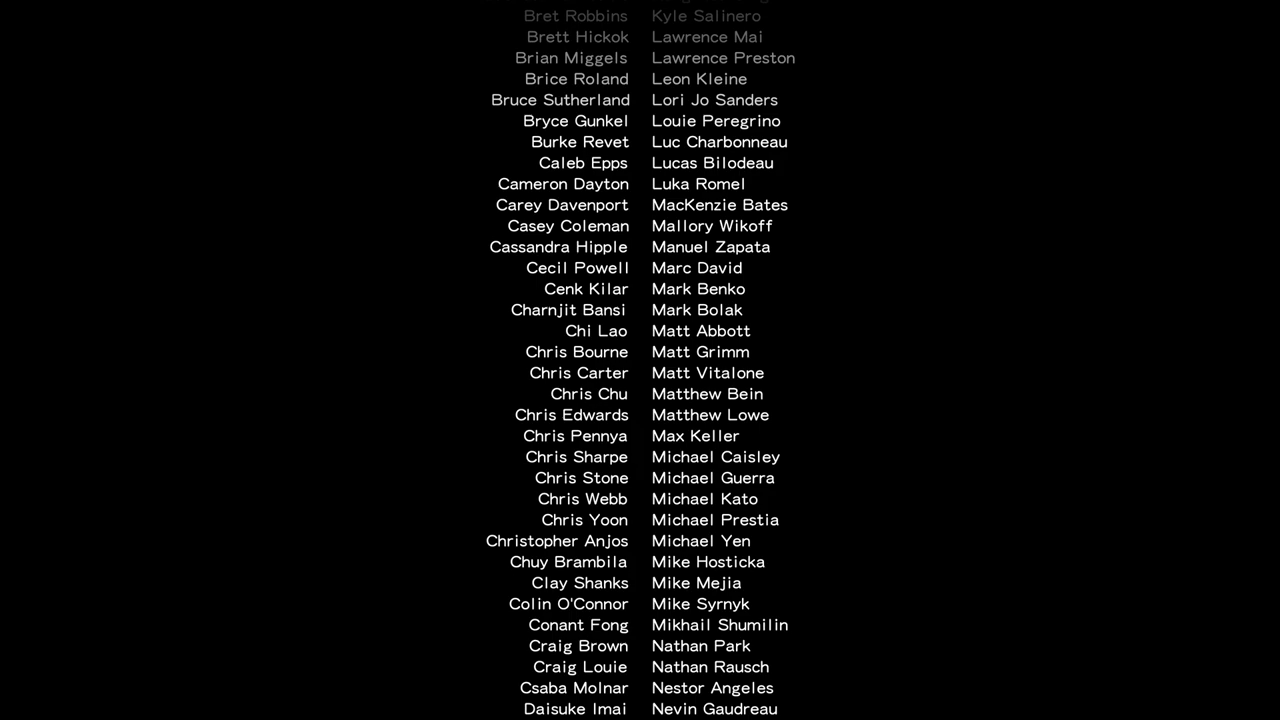 Bret Robbins Kyle Salinero
Brett Hickok Lawrence Mai
Brian Miggels Lawrence Preston
Brice Roland Leon Kleine
Bruce Sutherland Lori Jo Sanders
Bryce Gunkel Louie Peregrino
Burke Revet Luc Charbonneau
Caleb Epps Lucas Bilodeau
Cameron Dayton Luka Romel
Carey Davenport MacKenzie Bates
Casey Coleman Mallory Wikoff
Cassandra Hipple Manuel Zapata
Cecil Powell Marc David
Cenk Kilar Mark Benko
Charnjit Bansi Mark Bolak
Chi Lao Matt Abbott
Chris Bourne Matt Grimm
Chris Carter Matt Vitalone
Chris Chu Matthew Bein
Chris Edwards Matthew Lowe
Chris Pennya Max Keller
Chris Sharpe Michael Caisley
Chris Stone Michael Guerra
Chris Webb Michael Kato
Chris Yoon Michael Prestia
Christopher Anjos Michael Yen
Chuy Brambila Mike Hosticka
Clay Shanks Mike Mejia
Colin O'Connor Mike Syrnyk
Conant Fong Mikhail Shumilin
Craig Brown Nathan Park
Craig Louie Nathan Rausch
Csaba Molnar Nestor Angeles
Daisuke Imai Nevin Gaudreau